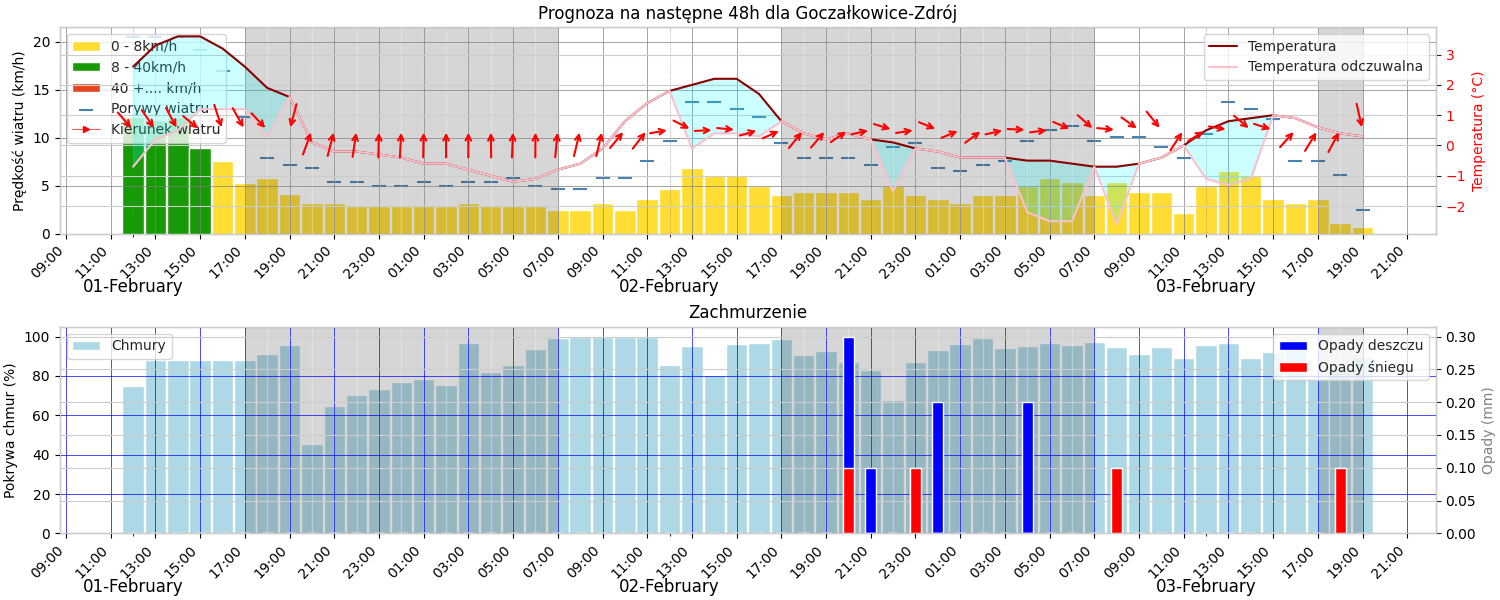 Prognoza na następne 48h dla Goczałkowice-Zdrój
Prędkość wiatru (km/h)
20
15
10
5
0
0 - 8km/h
8 - 40km/h
40 +.... km/h
Porywy wiatru
Kierunek wiatru
Temperatura
Temperatura odczuwalna
3
2
1
0
−1
−2
Temperatura (°C)
09:00 11:00 13:00 15:00 17:00 19:00 21:00 23:00 01:00 03:00 05:00 07:00 09:00 11:00 13:00 15:00 17:00 19:00 21:00 23:00 01:00 03:00 05:00 07:00 09:00 11:00 13:00 15:00 17:00 19:00 21:00
01-February 02-February 03-February
Zachmurzenie
Pokrywa chmur (%)
100
80
60
40
20
0
Chmury
Opady deszczu
Opady śniegu
0.30
0.25
0.20
0.15
0.10
0.05
0.00
Opady (mm)
09:00 11:00 13:00 15:00 17:00 19:00 21:00 23:00 01:00 03:00 05:00 07:00 09:00 11:00 13:00 15:00 17:00 19:00 21:00 23:00 01:00 03:00 05:00 07:00 09:00 11:00 13:00 15:00 17:00 19:00 21:00
01-February 02-February 03-February